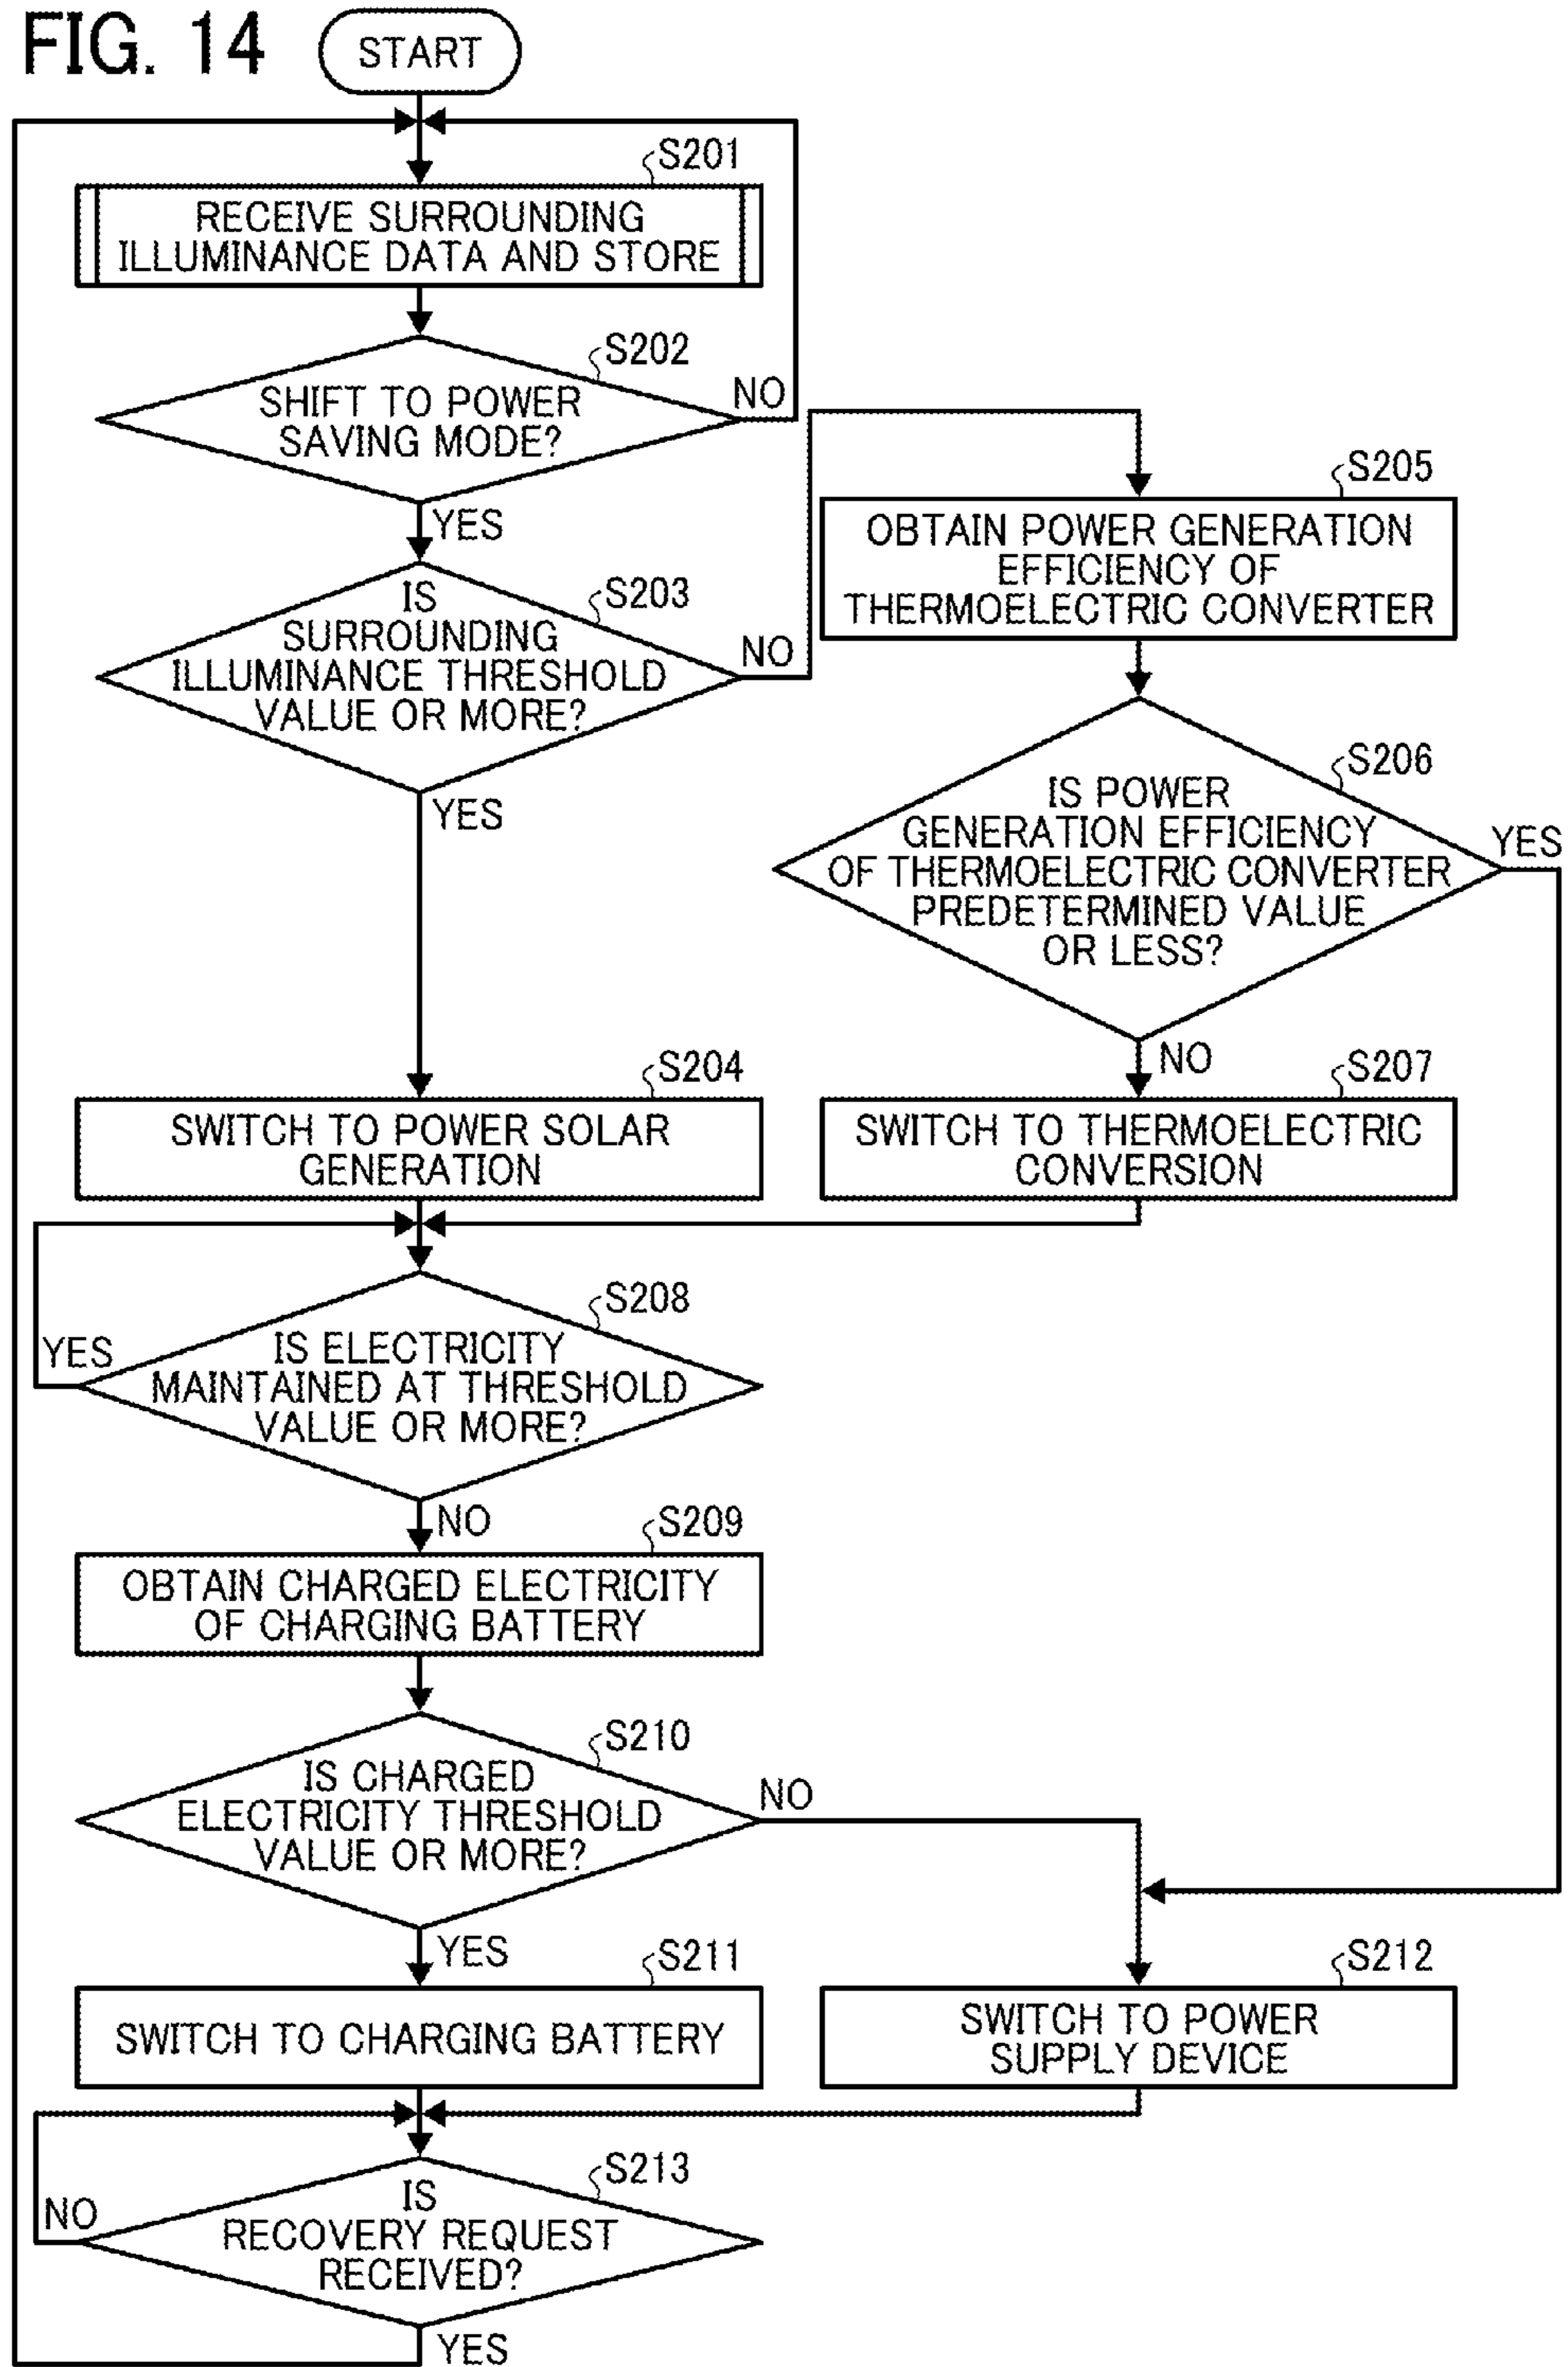 FIG. 14
START
S201
RECEIVE SURROUNDING
ILLUMINANCE DATA AND STORE
S202
SHIFT TO POWER
SAVING MODE?
NO
YES
S203
IS
SURROUNDING
ILLUMINANCE THRESHOLD
VALUE OR MORE?
NO
YES
S205
OBTAIN POWER GENERATION
EFFICIENCY OF
THERMOELECTRIC CONVERTER
S206
IS POWER
GENERATION EFFICIENCY
OF THERMOELECTRIC CONVERTER
PREDETERMINED VALUE
OR LESS?
YES
NO
S204
SWITCH TO POWER SOLAR
GENERATION
S207
SWITCH TO THERMOELECTRIC
CONVERSION
S208
IS ELECTRICITY
MAINTAINED AT THRESHOLD
VALUE OR MORE?
YES
NO
S209
OBTAIN CHARGED ELECTRICITY
OF CHARGING BATTERY
S210
IS CHARGED
ELECTRICITY THRESHOLD
VALUE OR MORE?
NO
YES
S211
SWITCH TO CHARGING BATTERY
S212
SWITCH TO POWER
SUPPLY DEVICE
S213
IS
RECOVERY REQUEST
RECEIVED?
NO
YES